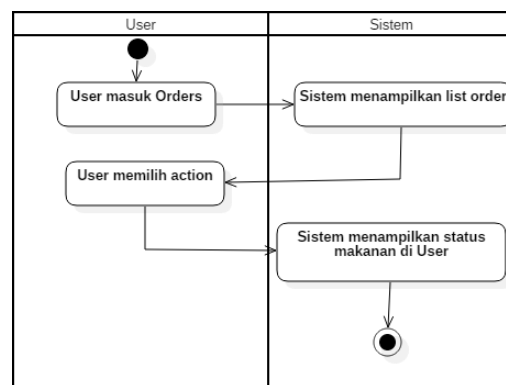 User
Sistem
User masuk Orders
Sistem menampilkan list order
User memilih action
Sistem menampilkan status
makanan di User